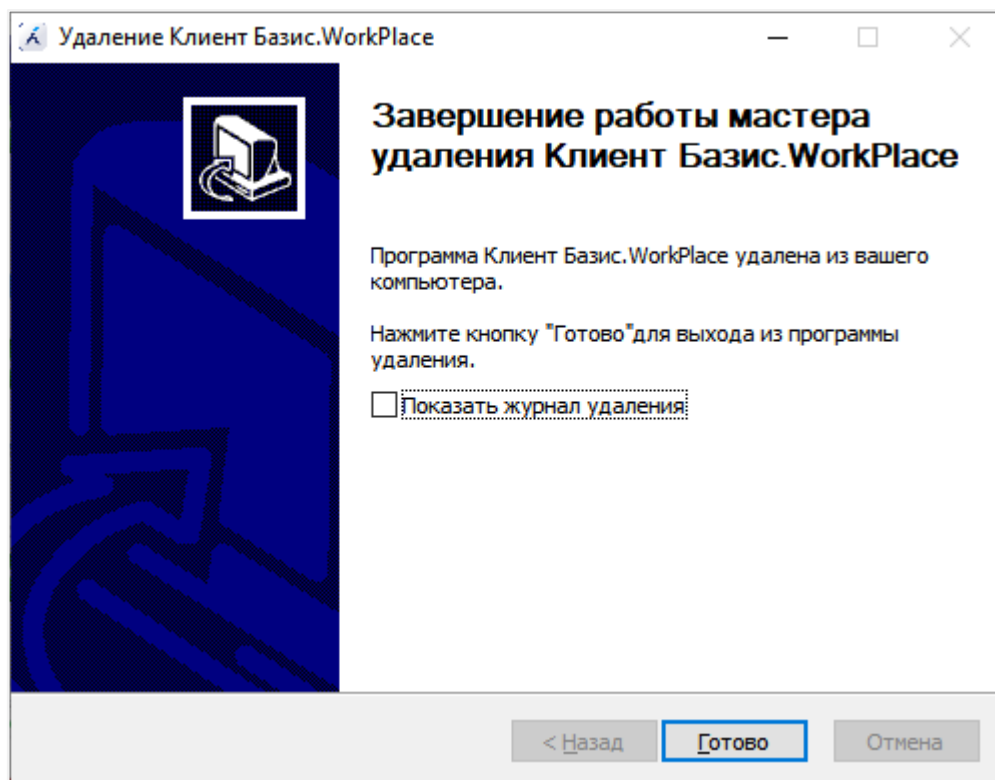 Удаление Клиент Базис.WorkPlace
Завершение работы мастера
удаления Клиент Базис.WorkPlace
Программа Клиент Базис.WorkPlace удалена из вашего
компьютера.
Нажмите кнопку "Готово"для выхода из программы
удаления.
Показать журнал удаления
< Назад
Готово
Отмена